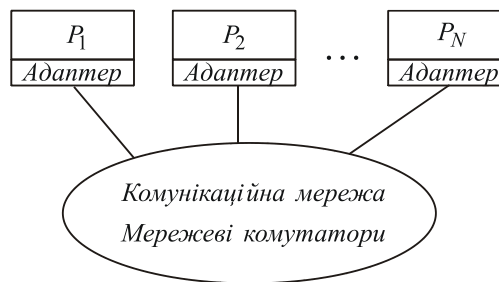 P1 P2 ... PN
Адаптер Адаптер Адаптер
Комунікаційна мережа
Мережеві комутатори